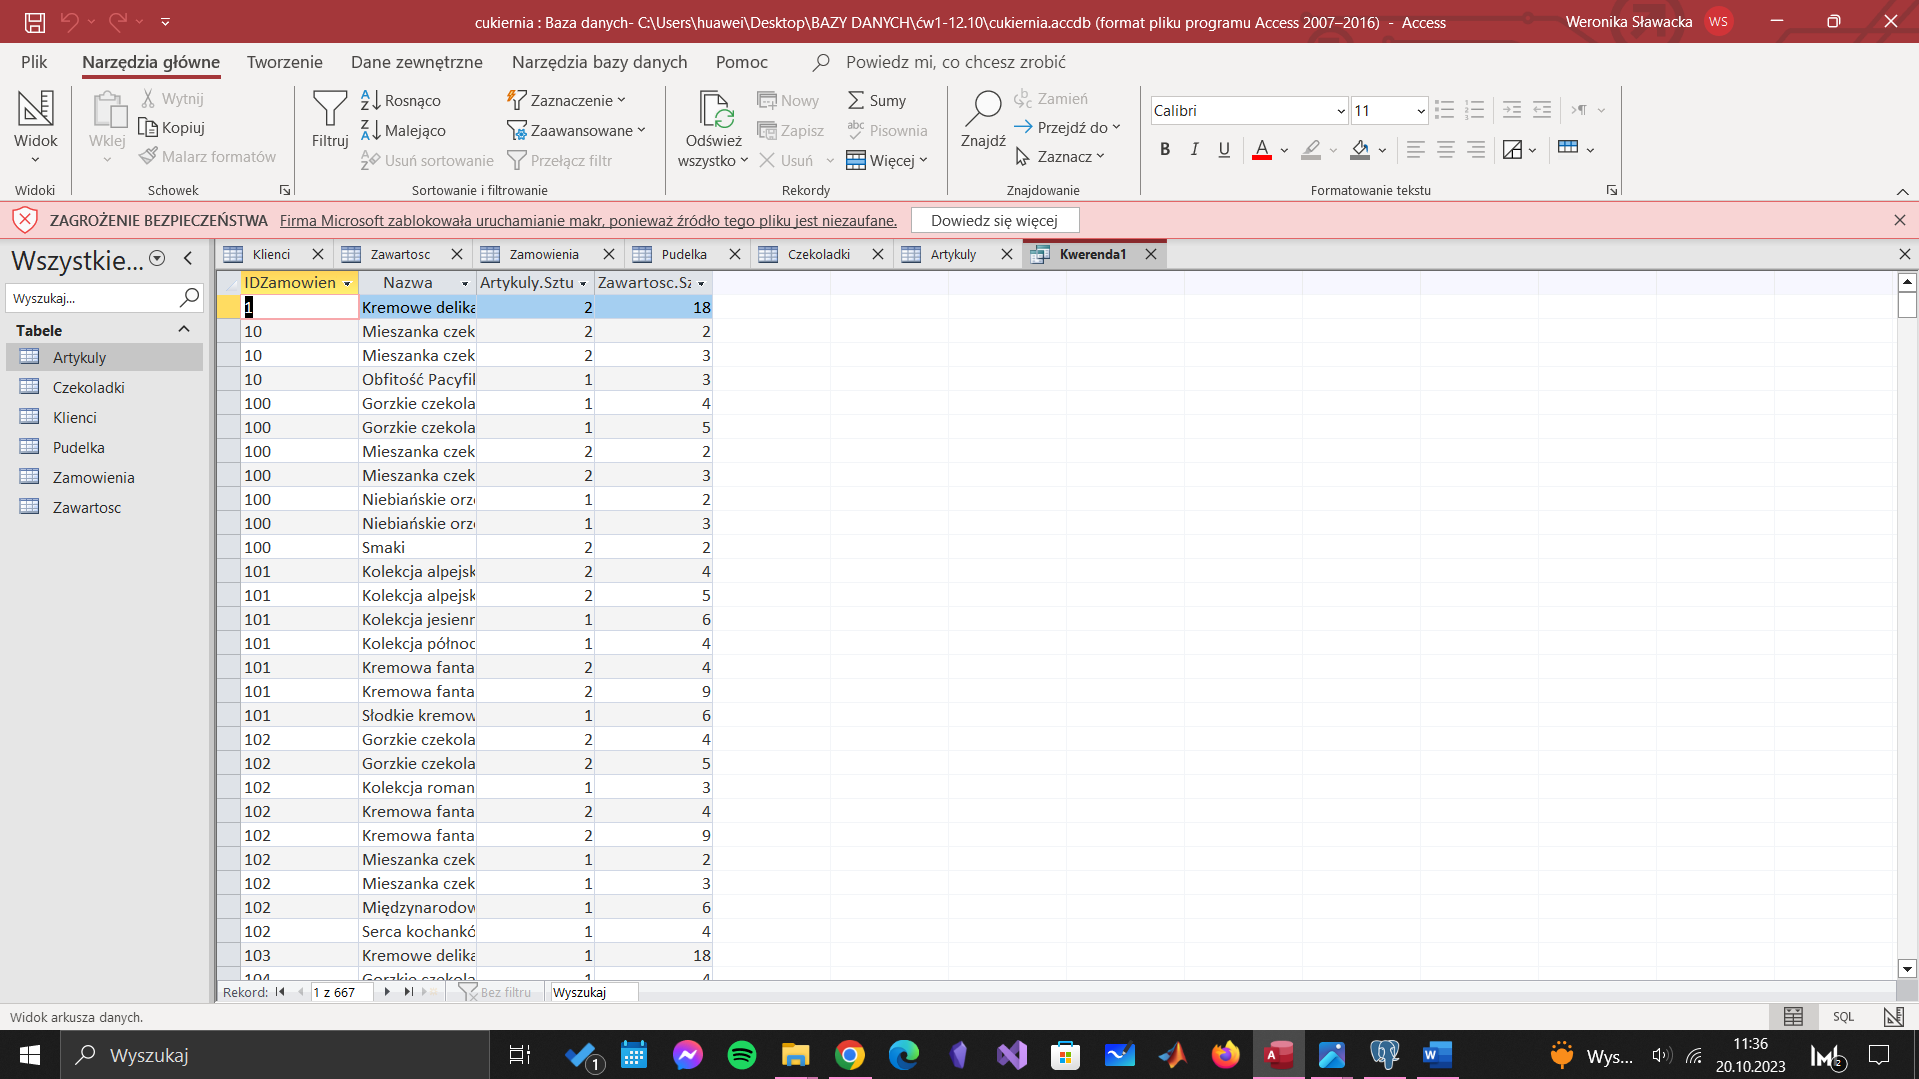 cukiernia : Baza danych- C:\Users\huawei\Desktop\BAZY DANYCH\ćw1-12.10\cukiernia.accdb (format pliku programu Access 2007–2016) - Access
Weronika Sławacka WS
Plik Narzędzia główne Tworzenie Dane zewnętrzne Narzędzia bazy danych Pomoc Powiedz mi, co chcesz zrobić
Widok
Widoki
Wklej
Wytnij
Kopiuj
Malarz formatów
Schowek
Filtruj
Rosnąco
Malejąco
Usuń sortowanie
Zaznaczenie
Zaawansowane
Przełącz filtr
Sortowanie i filtrowanie
Odśwież
wszystko
Nowy
Zapisz
Usuń
Sumy
Pisownia
Więcej
Rekordy
Znajdź
Zamień
Przejdź do
Zaznacz
Znajdowanie
Calibri 11
B I U A
Formatowanie tekstu
ZAGROŻENIE BEZPIECZEŃSTWA Firma Microsoft zablokowała uruchamianie makr, ponieważ źródło tego pliku jest niezaufane. Dowiedz się więcej
Wszystkie...
Wyszukaj...
Tabele
Artykuly
Czekoladki
Klienci
Pudelka
Zamowienia
Zawartosc
Klienci Zawartosc Zamowienia Pudelka Czekoladki Artykuly Kwerenda1
IDZamowien Nazwa Artykuly.Sztu Zawartosc.Sz
1 Kremowe delika 2 18
10 Mieszanka czek 2 2
10 Mieszanka czek 2 3
10 Obfitość Pacyfil 1 3
100 Gorzkie czekola 1 4
100 Gorzkie czekola 1 5
100 Mieszanka czek 2 2
100 Mieszanka czek 2 3
100 Niebiańskie orz 1 2
100 Niebiańskie orz 1 3
100 Smaki 2 2
101 Kolekcja alpejsk 2 4
101 Kolekcja alpejsk 2 5
101 Kolekcja jesienr 1 6
101 Kolekcja północ 1 4
101 Kremowa fanta 2 4
101 Kremowa fanta 2 9
101 Słodkie kremow 1 6
102 Gorzkie czekola 2 4
102 Gorzkie czekola 2 5
102 Kolekcja roman 1 3
102 Kremowa fanta 2 4
102 Kremowa fanta 2 9
102 Mieszanka czek 1 2
102 Mieszanka czek 1 3
102 Międzynarodow 1 6
102 Serca kochankó 1 4
103 Kremowe delika 1 18
104 Gorzkie czekola 1 4
Rekord: 1 z 667 Bez filtru Wyszukaj
Widok arkusza danych.
SQL
Wyszukaj
1
Wys...
11:36
20.10.2023
2